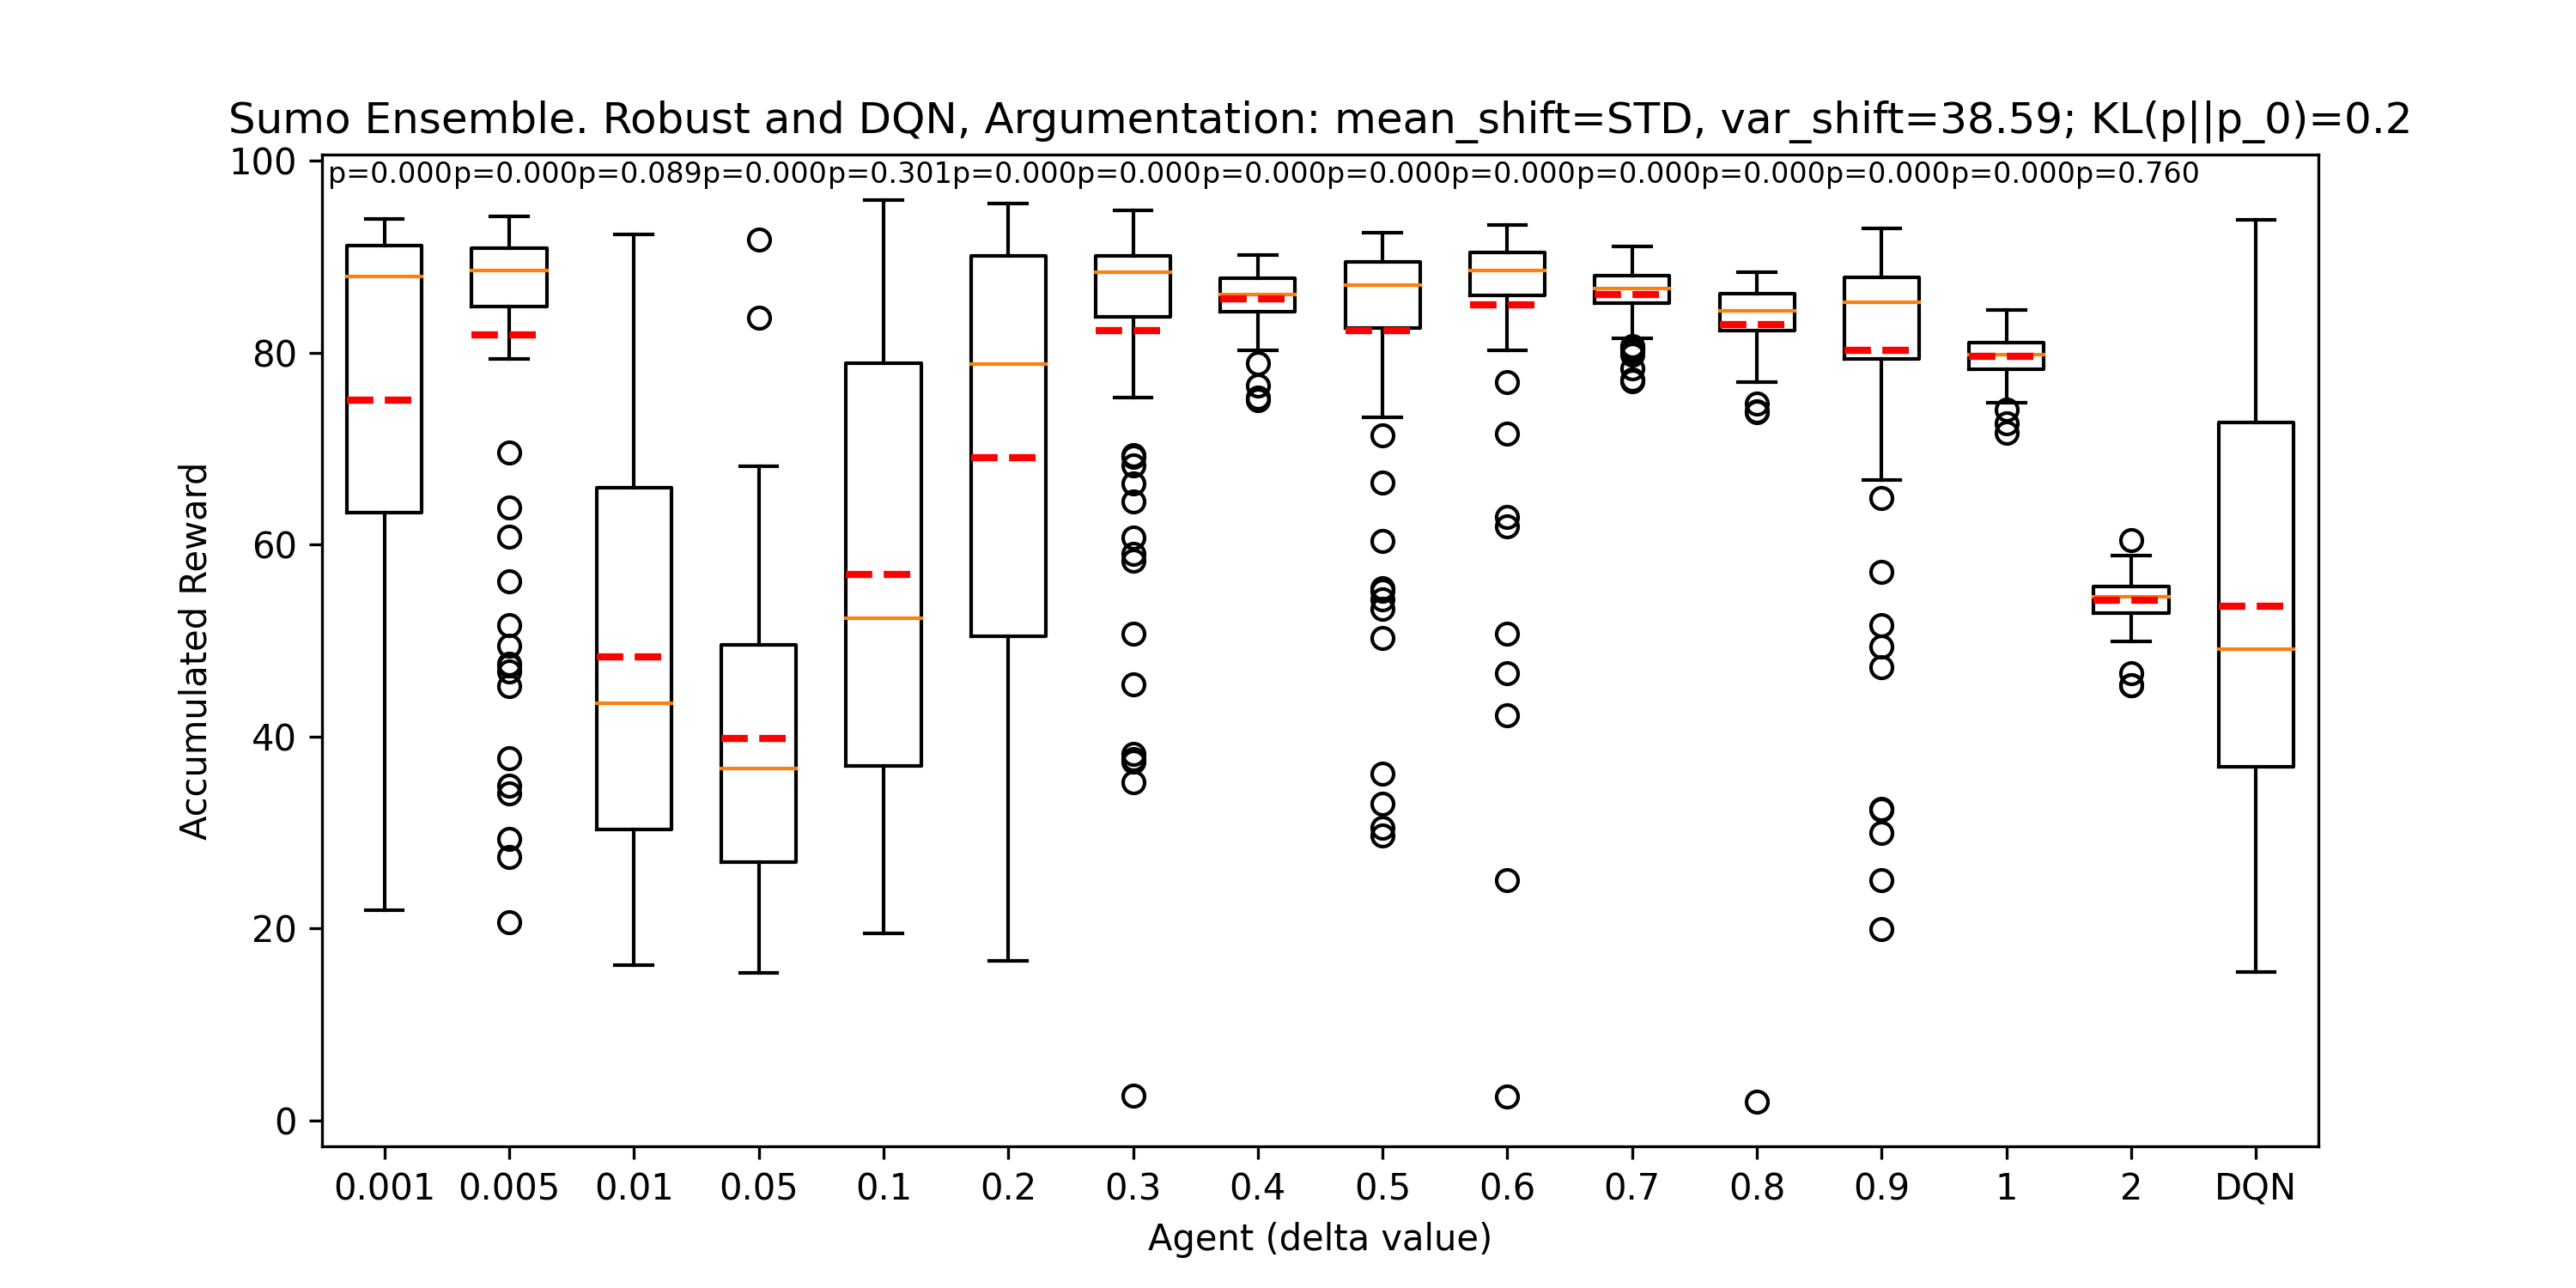 Sumo Ensemble. Robust and DQN, Argumentation: mean_shift=STD, var_shift=38.59; KL(p||p_0)=0.2
p=0.000p=0.000p=0.089p=0.000p=0.301p=0.000p=0.000p=0.000p=0.000p=0.000p=0.000p=0.000p=0.000p=0.000p=0.760
100
80
60
40
20
0
Accumulated Reward
0.001 0.005 0.01 0.05 0.1 0.2 0.3 0.4 0.5 0.6 0.7 0.8 0.9 1 2 DQN
Agent (delta value)